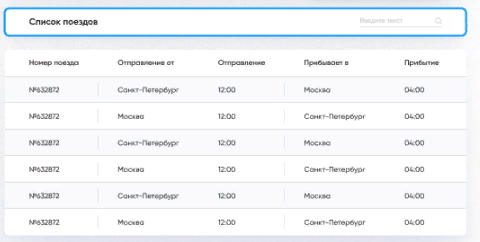 Список поездов Введите текст
Номер поезда Отправление от Отправление Прибывает в Прибытие
№632872 Санкт-Петербург 12:00 Москва 04:00
№632872 Москва 12:00 Санкт-Петербург 04:00
№632872 Санкт-Петербург 12:00 Москва 04:00
№632872 Москва 12:00 Санкт-Петербург 04:00
№632872 Санкт-Петербург 12:00 Москва 04:00
№632872 Москва 12:00 Санкт-Петербург 04:00